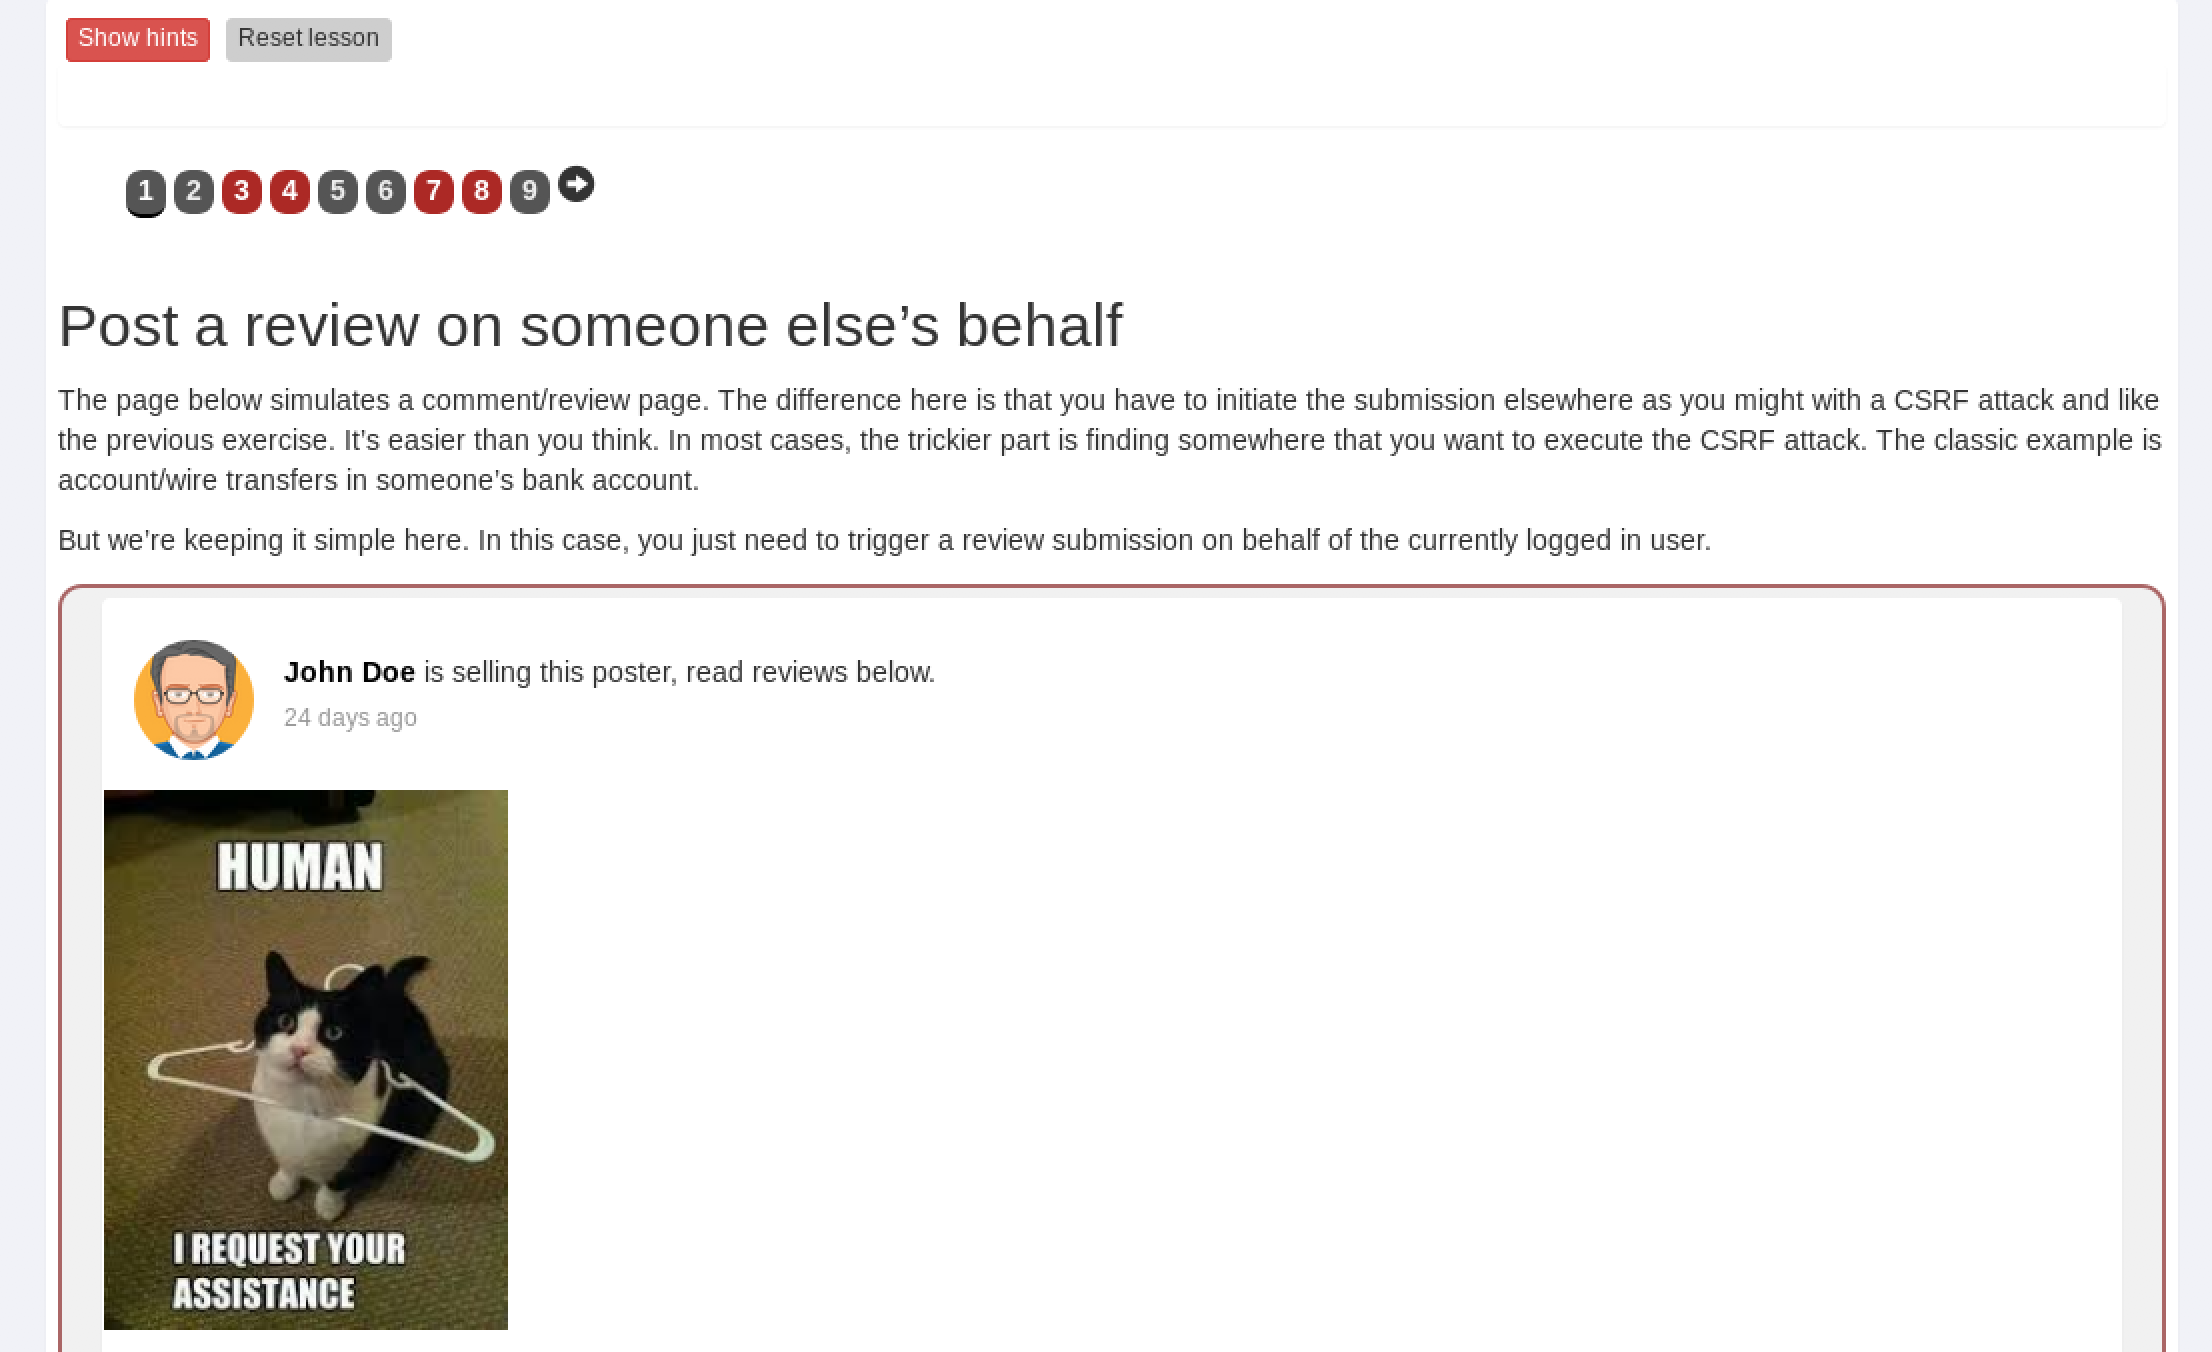 Show hints
Reset lesson
1 2 3 4 5 6 7 8 9
Post a review on someone else’s behalf
The page below simulates a comment/review page. The difference here is that you have to initiate the submission elsewhere as you might with a CSRF attack and like
the previous exercise. It’s easier than you think. In most cases, the trickier part is finding somewhere that you want to execute the CSRF attack. The classic example is
account/wire transfers in someone’s bank account.
But we’re keeping it simple here. In this case, you just need to trigger a review submission on behalf of the currently logged in user.
John Doe is selling this poster, read reviews below.
24 days ago
HUMAN
I REQUEST YOUR
ASSISTANCE